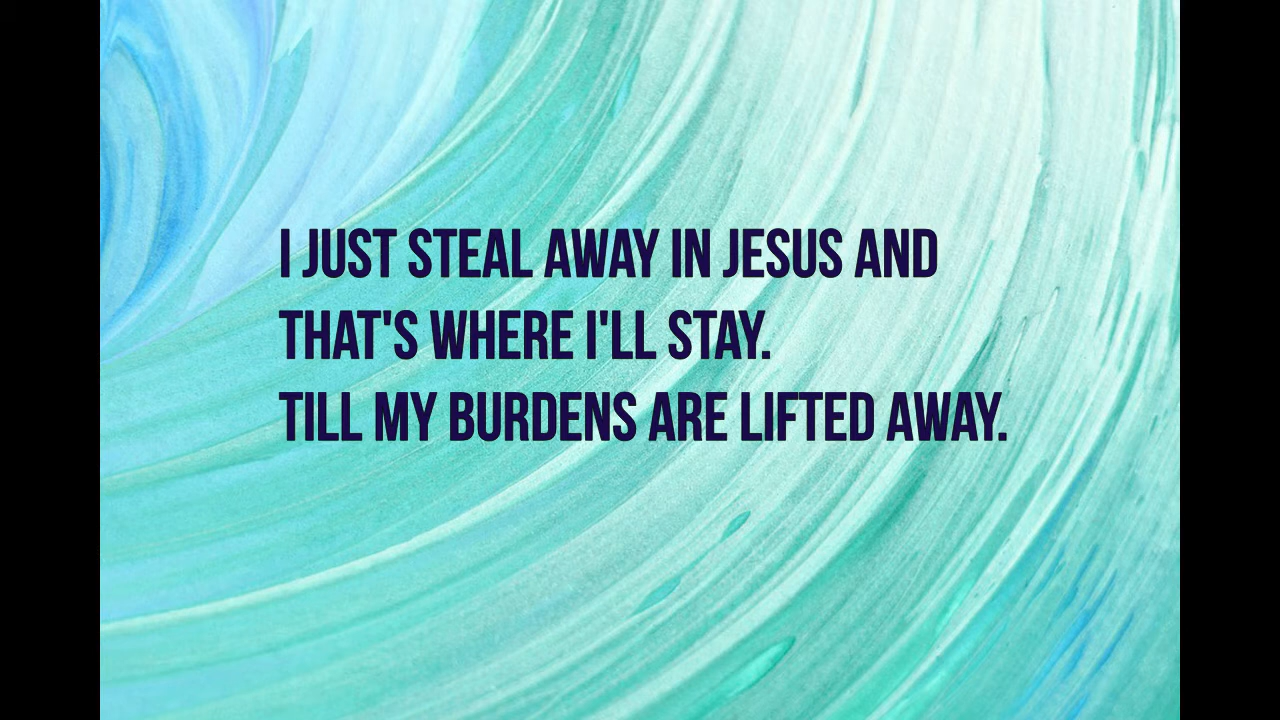 I JUST STEAL AWAY IN JESUS AND
THAT'S WHERE I'LL STAY.
TILL MY BURDENS ARE LIFTED AWAY.